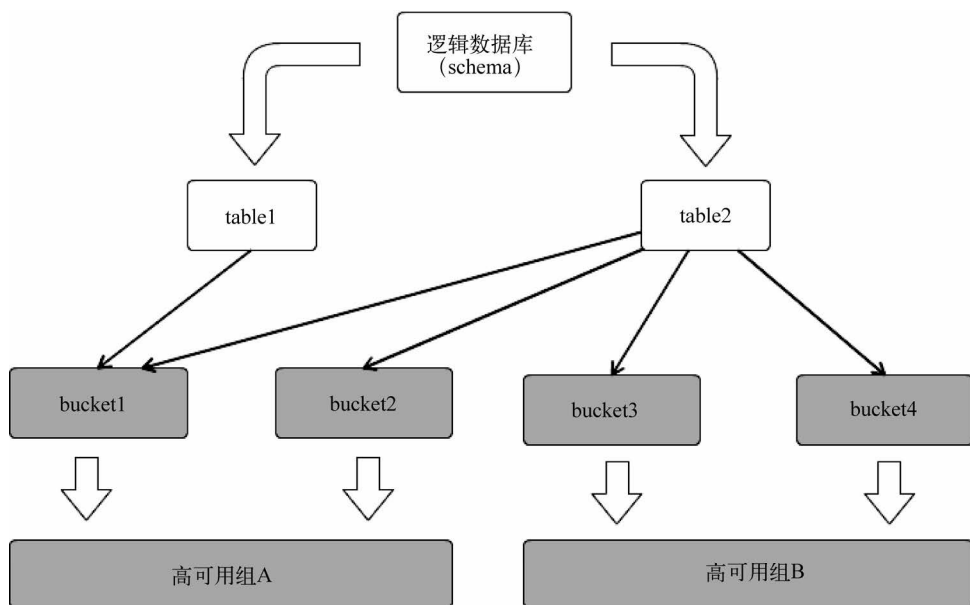 逻辑数据库
（schema）
table1
table2
bucket1
bucket2
bucket3
bucket4
高可用组A
高可用组B